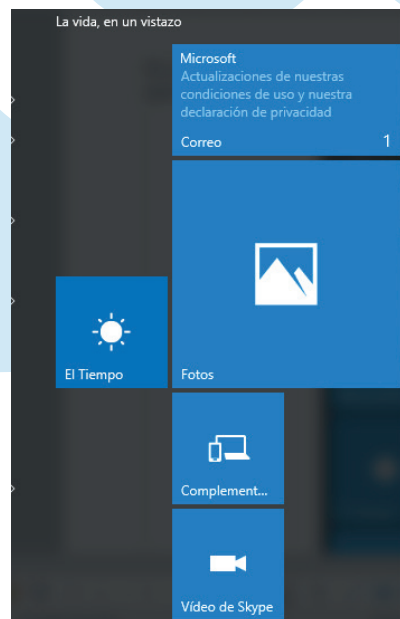 La vida, en un vistazo
Microsoft
Actualizaciones de nuestras
condiciones de uso y nuestra
declaración de privacidad
Correo 1
El Tiempo
Fotos
Complement...
Vídeo de Skype